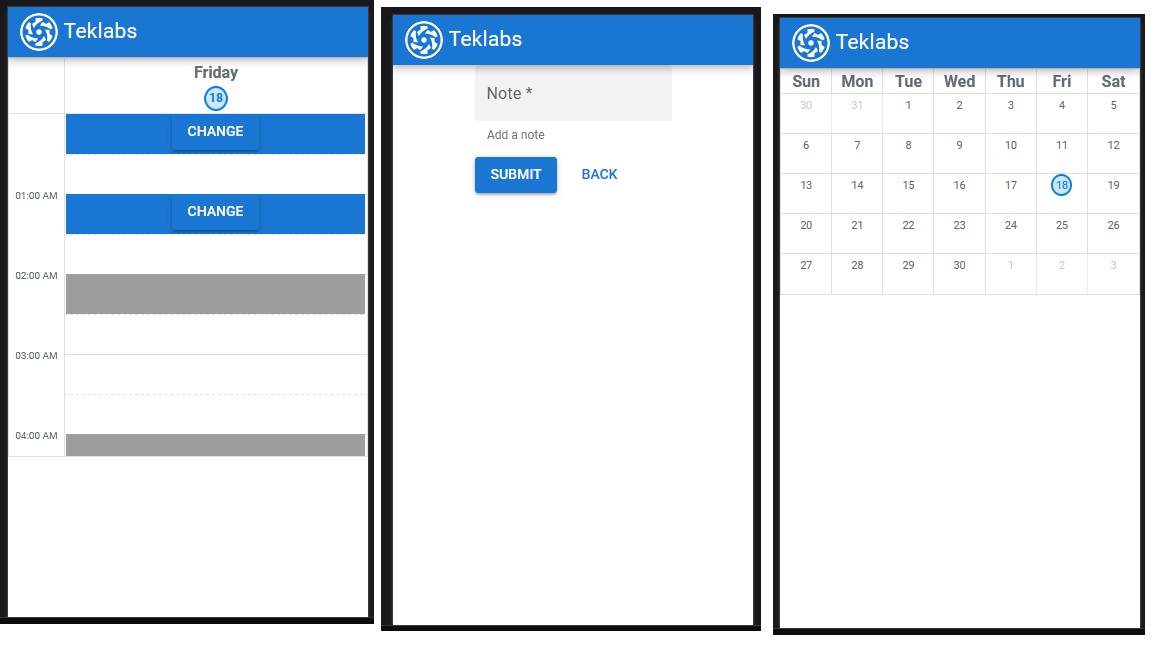 Teklabs
Friday
18
CHANGE
01:00 AM
CHANGE
02:00 AM
03:00 AM
04:00 AM
Teklabs
Note *
Add a note
SUBMIT BACK
Teklabs
Sun Mon Tue Wed Thu Fri Sat
30 31 1 2 3 4 5
6 7 8 9 10 11 12
13 14 15 16 17 18 19
20 21 22 23 24 25 26
27 28 29 30 1 2 3